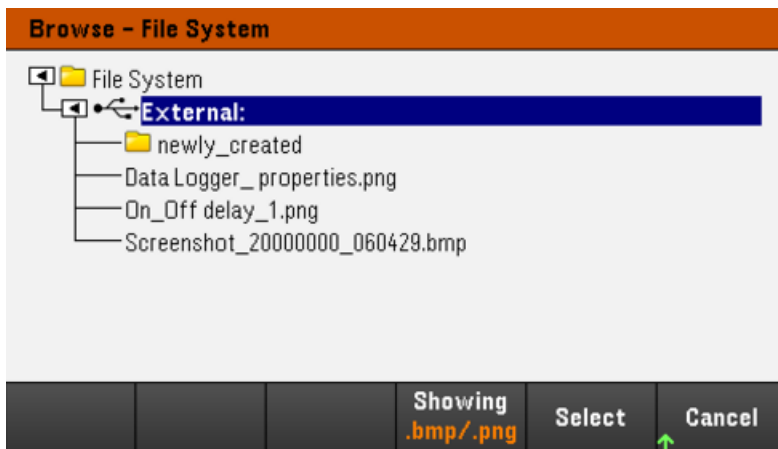 Browse - File System
File System
External:
newly_created
Data Logger_ properties.png
On_Off delay_1.png
Screenshot_20000000_060429.bmp
Showing
.bmp/.png
Select
Cancel